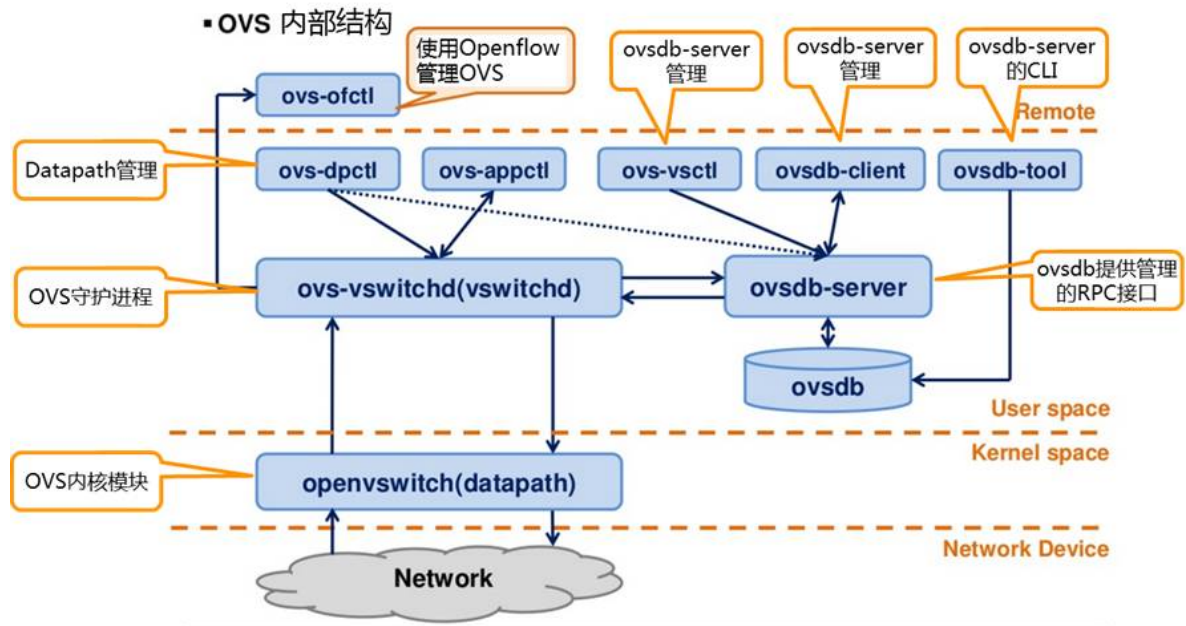 ▪ OVS 内部结构
使用Openflow
管理OVS
ovsdb-server
管理
ovsdb-server
管理
ovsdb-server
的CLI
ovs-ofctl
Remote
Datapath管理
ovs-dpctl
ovs-appctl
ovs-vsctl
ovsdb-client
ovsdb-tool
OVS守护进程
ovs-vswitchd(vswitchd)
ovsdb-server
ovsdb提供管理
的RPC接口
ovsdb
User space
Kernel space
OVS内核模块
openvswitch(datapath)
Network Device
Network